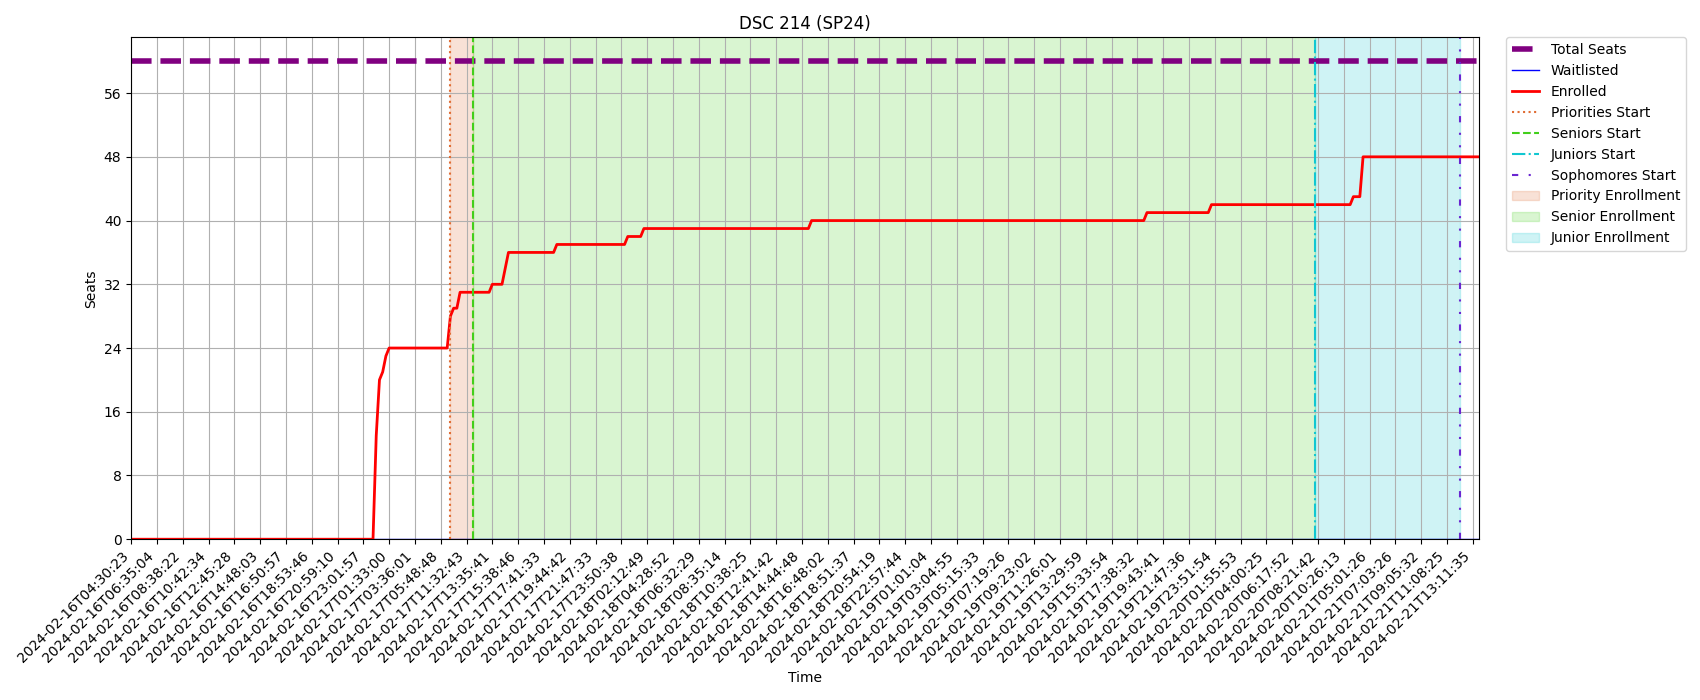 DSC 214 (SP24)
Total Seats
Waitlisted
Enrolled
Priorities Start
Seniors Start
Juniors Start
Sophomores Start
Priority Enrollment
Senior Enrollment
Junior Enrollment
Seats
56
48
40
32
24
16
8
0
2024-02-16T04:30:23
2024-02-16T06:35:04
2024-02-16T08:38:22
2024-02-16T10:42:34
2024-02-16T12:45:28
2024-02-16T14:48:03
2024-02-16T16:50:57
2024-02-16T18:53:46
2024-02-16T20:59:10
2024-02-16T23:01:57
2024-02-17T01:33:00
2024-02-17T03:36:01
2024-02-17T05:48:48
2024-02-17T11:32:43
2024-02-17T13:35:41
2024-02-17T15:38:46
2024-02-17T17:41:33
2024-02-17T19:44:42
2024-02-17T21:47:33
2024-02-17T23:50:38
2024-02-18T02:12:49
2024-02-18T04:28:52
2024-02-18T06:32:29
2024-02-18T08:35:14
2024-02-18T10:38:25
2024-02-18T12:41:42
2024-02-18T14:44:48
2024-02-18T16:48:02
2024-02-18T18:51:37
2024-02-18T20:54:19
2024-02-18T22:57:44
2024-02-19T01:01:04
2024-02-19T03:04:55
2024-02-19T05:15:33
2024-02-19T07:19:26
2024-02-19T09:23:02
2024-02-19T11:26:01
2024-02-19T13:29:59
2024-02-19T15:33:54
2024-02-19T17:38:32
2024-02-19T19:43:41
2024-02-19T21:47:36
2024-02-19T23:51:54
2024-02-20T01:55:53
2024-02-20T04:00:25
2024-02-20T06:17:52
2024-02-20T08:21:42
2024-02-20T10:26:13
2024-02-21T05:01:26
2024-02-21T07:03:26
2024-02-21T09:05:32
2024-02-21T11:08:25
2024-02-21T13:11:35
Time